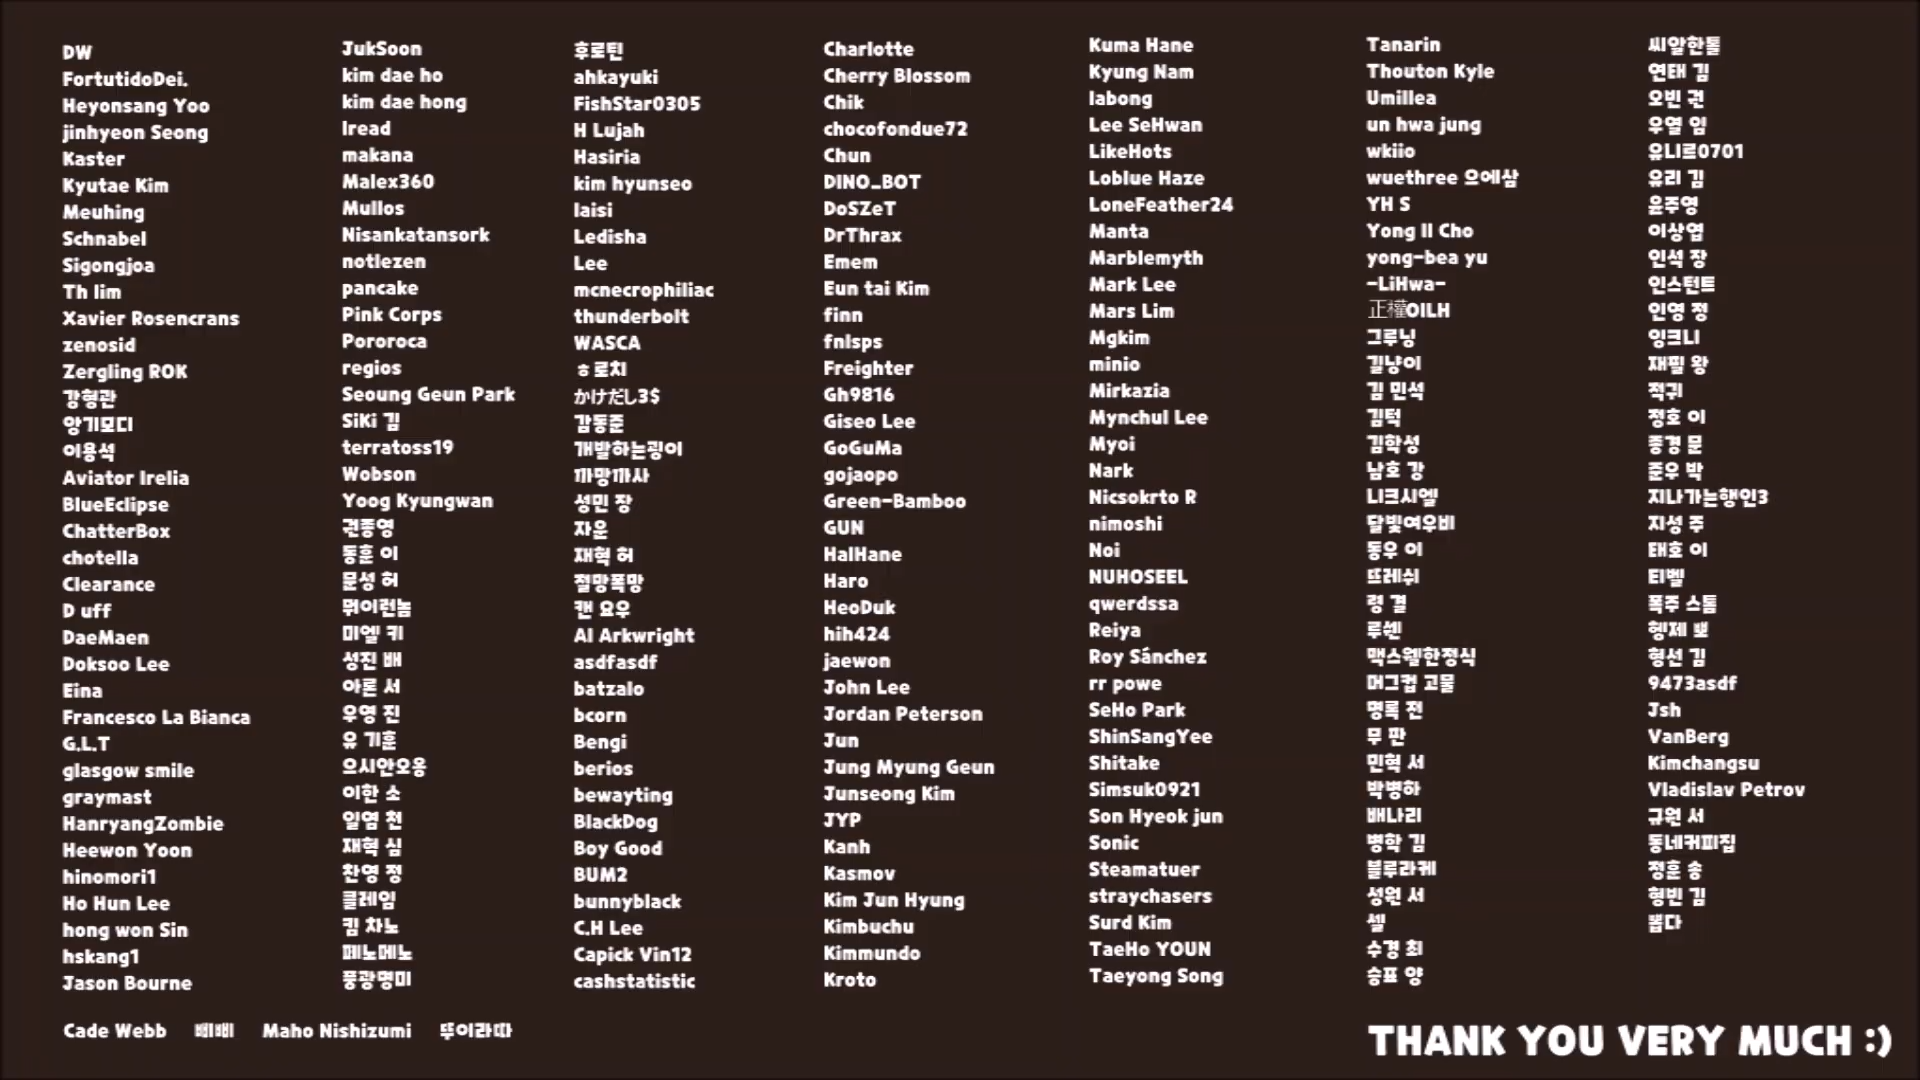 DW
FortutidoDei.
Heyonsang Yoo
jinhyeon Seong
Kaster
Kyutae Kim
Meuhing
Schnabel
Sigongjoa
Th lim
Xavier Rosencrans
zenosid
Zergling ROK
강형관
앙기모디
이용석
Aviator Irelia
BlueEclipse
ChatterBox
chotella
Clearance
D uff
DaeMaen
Doksoo Lee
Eina
Francesco La Bianca
G.L.T
glasgow smile
graymast
HanryangZombie
Heewon Yoon
hinomori1
Ho Hun Lee
hong won Sin
hskang1
Jason Bourne
JukSoon
kim dae ho
kim dae hong
lread
makana
Malex360
Mullos
Nisankatansork
notlezen
pancake
Pink Corps
Pororoca
regios
Seoung Geun Park
SiKi 김
terratoss19
Wobson
Yoog Kyungwan
권종영
동훈 이
문성 허
뭐이런놈
미엘 키
성진 배
아론 서
우영 진
유 기훈
으시안오응
이한 소
일염 천
재혁 심
찬영 정
클레임
킴 차노
페노메노
풍광명미
후로틴
ahkayuki
FishStar0305
H Lujah
Hasiria
kim hyunseo
laisi
Ledisha
Lee
mcnecrophiliac
thunderbolt
WASCA
ㅎ로치
かけだし3$
감동준
개발하는굉이
까망까사
성민 장
자운
재혁 허
절망폭망
캔 요우
Al Arkwright
asdfasdf
batzalo
bcorn
Bengi
berios
bewayting
BlackDog
Boy Good
BUM2
bunnyblack
C.H Lee
Capick Vin12
cashstatistic
Charlotte
Cherry Blossom
Chik
chocofondue72
Chun
DINO_BOT
DoSZeT
DrThrax
Emem
Eun tai Kim
finn
fnlsps
Freighter
Gh9816
Giseo Lee
GoGuMa
gojaopo
Green-Bamboo
GUN
HalHane
Haro
HeoDuk
hih424
jaewon
John Lee
Jordan Peterson
Jun
Jung Myung Geun
Junseong Kim
JYP
Kanh
Kasmov
Kim Jun Hyung
Kimbuchu
Kimmundo
Kroto
Kuma Hane
Kyung Nam
labong
Lee SeHwan
LikeHots
Loblue Haze
LoneFeather24
Manta
Marblemyth
Mark Lee
Mars Lim
Mgkim
minio
Mirkazia
Mynchul Lee
Myoi
Nark
Nicsokrto R
nimoshi
Noi
NUHOSEEL
qwerdssa
Reiya
Roy Sánchez
rr powe
SeHo Park
ShinSangYee
Shitake
Simsuk0921
Son Hyeok jun
Sonic
Steamatuer
straychasers
Surd Kim
TaeHo YOUN
Taeyong Song
Tanarin
Thouton Kyle
Umillea
un hwa jung
wkiio
wuethree 으에삼
YH S
Yong Il Cho
yong-bea yu
-LiHwa-
正權OILH
그루닝
길냥이
김 민석
김턱
김학성
남호 강
니크시엘
달빛여우비
동우 이
뜨레쉬
령 결
루센
맥스웰한정식
머그컵 고물
명록 전
무 판
민혁 서
박병하
배나리
병학 김
블루라케
성원 서
셀
수경 최
승표 양
씨알한톨
연태 김
오빈 권
우열 임
유니르0701
유리 김
윤주영
이상엽
인석 장
인스턴트
인영 정
잉크니
재필 왕
적귀
정호 이
종경 문
준우 박
지나가는행인3
지성 주
태호 이
티벨
폭주 스톰
헹제 뽀
형선 김
9473asdf
Jsh
VanBerg
Kimchangsu
Vladislav Petrov
규원 서
동네커피집
정훈 송
형빈 김
뽑다
Cade Webb 삐삐 Maho Nishizumi 뚜이라따
THANK YOU VERY MUCH :)